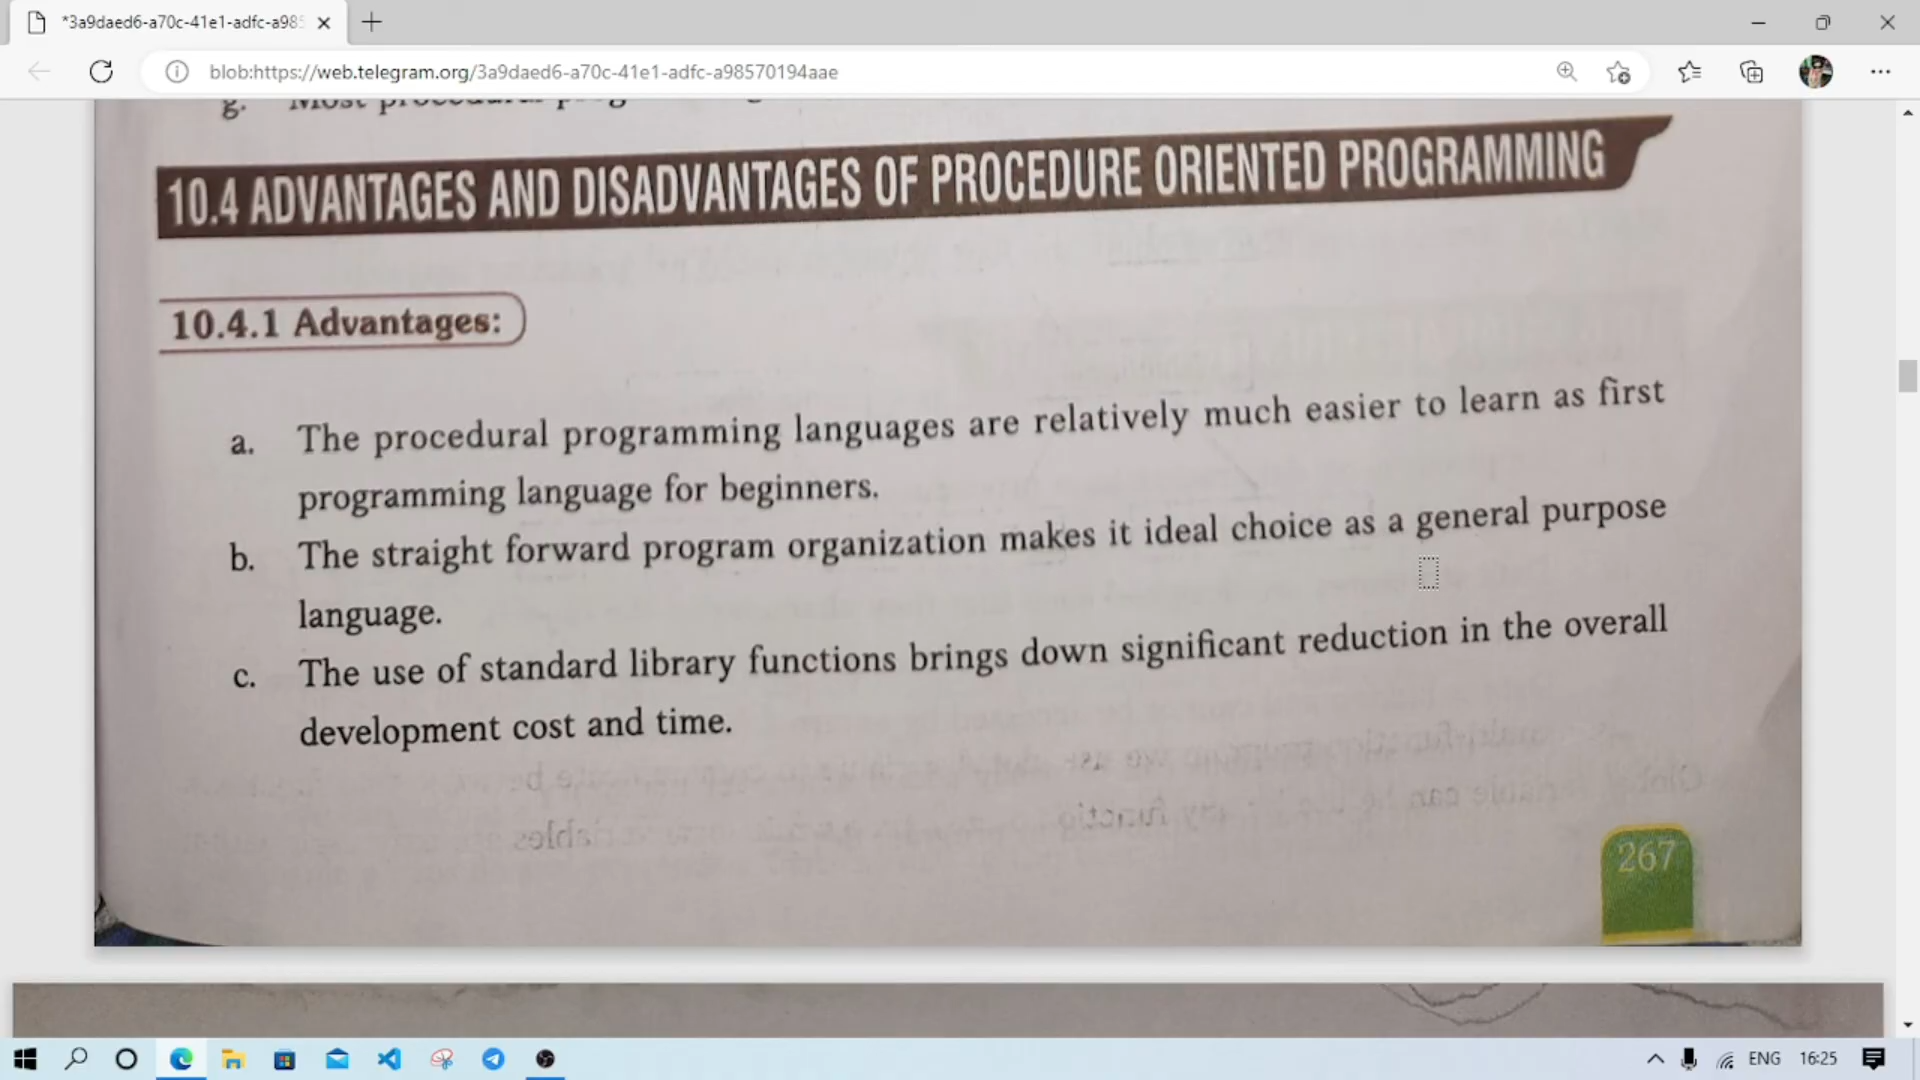 *3a9daed6-a70c-41e1-adfc-a985
blob:https://web.telegram.org/3a9daed6-a70c-41e1-adfc-a98570194aae
g. Most procedural
10.4 ADVANTAGES AND DISADVANTAGES OF PROCEDURE ORIENTED PROGRAMMING
10.4.1 Advantages:
a. The procedural programming languages are relatively much easier to learn as first
programming language for beginners.
b. The straight forward program organization makes it ideal choice as a general purpose
language.
c. The use of standard library functions brings down significant reduction in the overall
development cost and time.
267
ENG 16:25